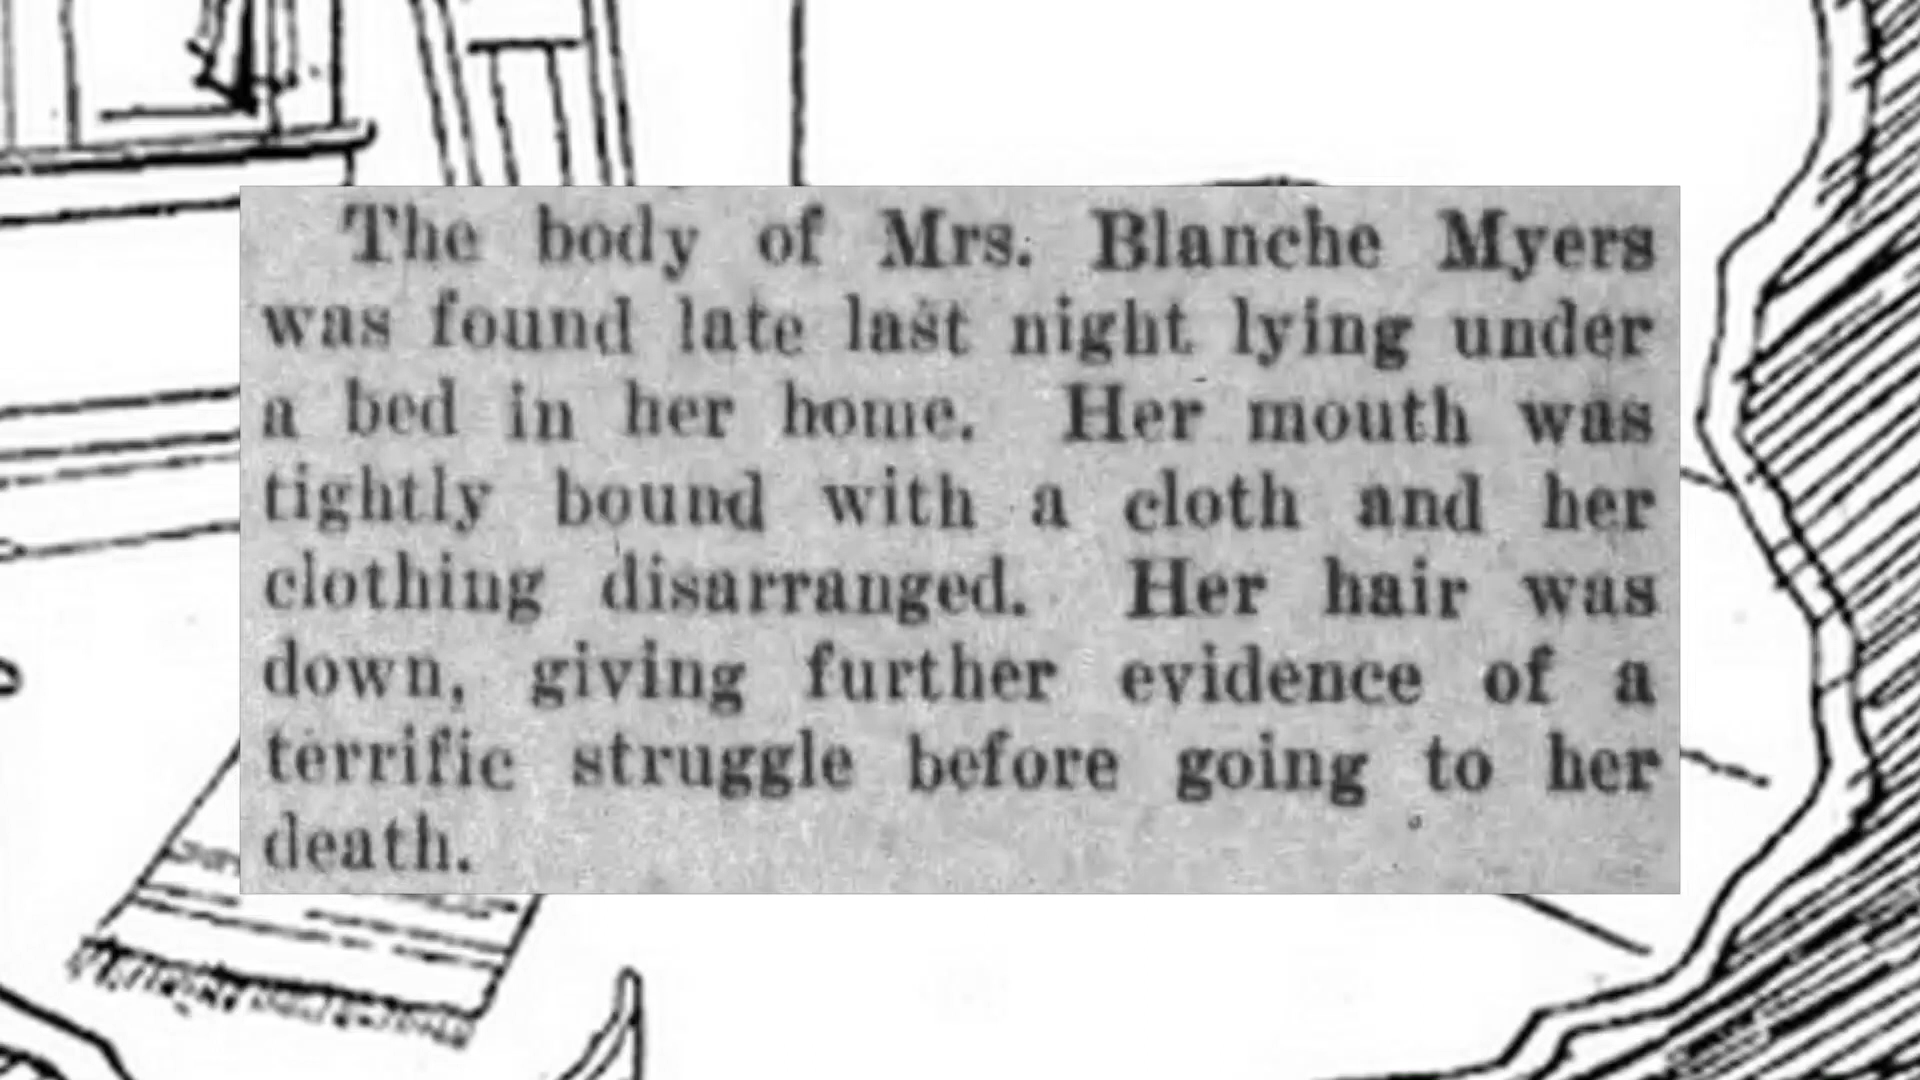 The body of Mrs. Blanche Myers
was found late last night lying under
a bed in her home. Her mouth was
tightly bound with a cloth and her
clothing disarranged. Her hair was
down, giving further evidence of a
terrific struggle before going to her
death.